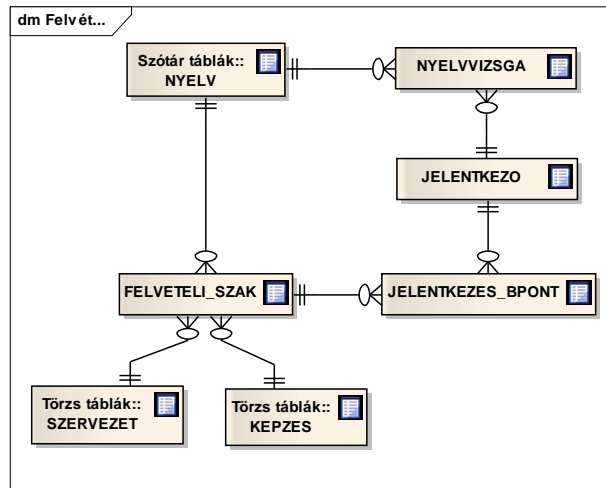 dm Felvét...
Szótár táblák::
NYELV
NYELVVIZSGA
JELENTKEZO
FELVETELI_SZAK
JELENTKEZES_BPONT
Törzs táblák::
SZERVEZET
Törzs táblák::
KEPZES